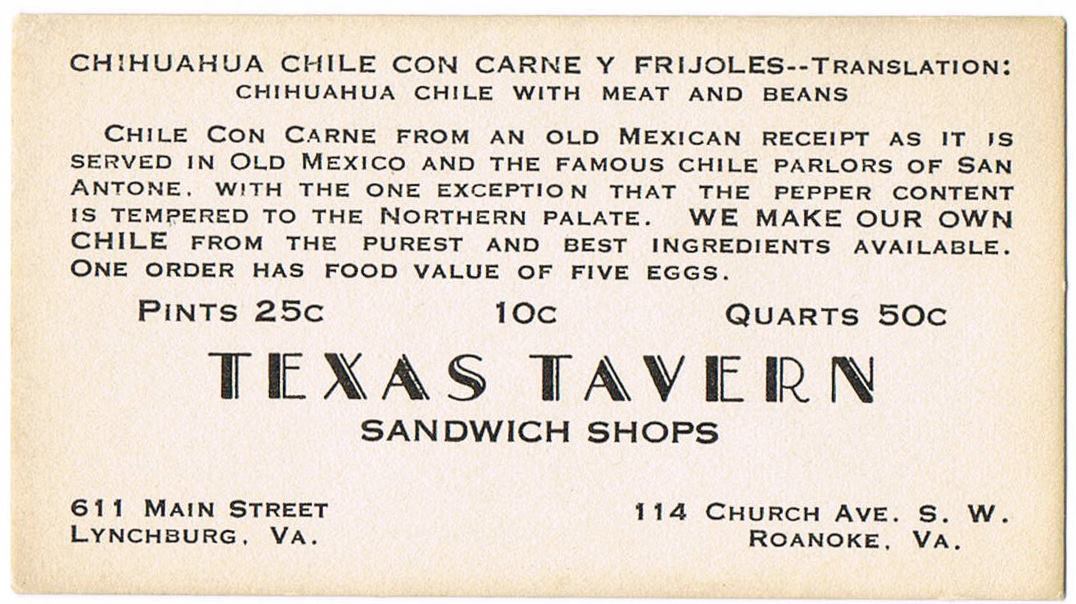 CHIHUAHUA CHILE CON CARNE Y FRIJOLES--TRANSLATION:
CHIHUAHUA CHILE WITH MEAT AND BEANS
CHILE CON CARNE FROM AN OLD MEXICAN RECEIPT AS IT IS
SERVED IN OLD MEXICO AND THE FAMOUS CHILE PARLORS OF SAN
ANTONE, WITH THE ONE EXCEPTION THAT THE PEPPER CONTENT
IS TEMPERED TO THE NORTHERN PALATE. WE MAKE OUR OWN
CHILE FROM THE PUREST AND BEST INGREDIENTS AVAILABLE.
ONE ORDER HAS FOOD VALUE OF FIVE EGGS.
PINTS 25C 10C QUARTS 50C
TEXAS TAVERN
SANDWICH SHOPS
611 MAIN STREET
LYNCHBURG, VA.
114 CHURCH AVE. S. W.
ROANOKE, VA.